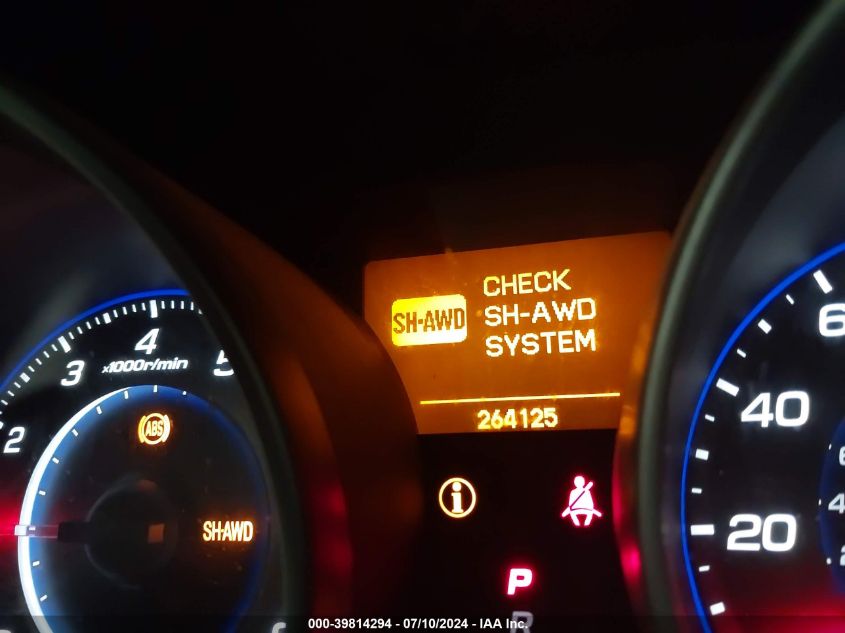 CHECK
SH-AWD SH-AWD
SYSTEM
264125
4
x1000r/min
3
5
2
ABS
SH-AWD
i
P
R
6
40
20
000-39814294 - 07/10/2024 - IAA Inc.